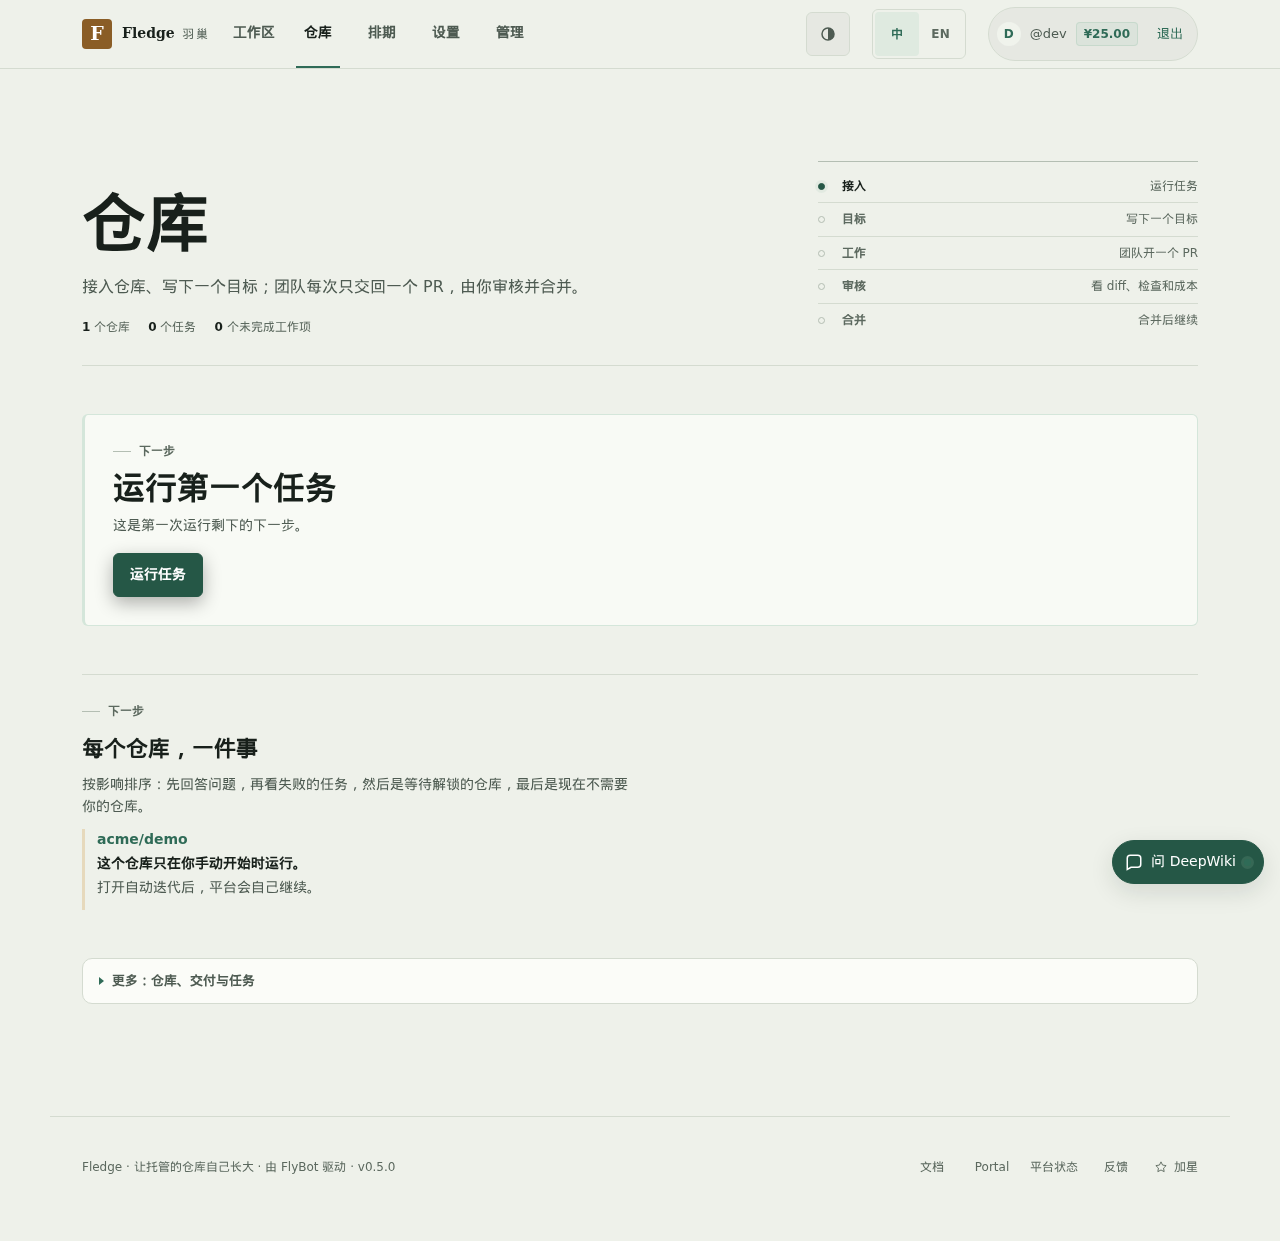 F Fledge 羽巢 工作区 仓库 排期 设置 管理 中 EN D @dev ¥25.00 退出
仓库
接入仓库、写下一个目标；团队每次只交回一个 PR，由你审核并合并。
1 个仓库 0 个任务 0 个未完成工作项
接入 运行任务
目标 写下一个目标
工作 团队开一个 PR
审核 看 diff、检查和成本
合并 合并后继续
下一步
运行第一个任务
这是第一次运行剩下的下一步。
运行任务
下一步
每个仓库，一件事
按影响排序：先回答问题，再看失败的任务，然后是等待解锁的仓库，最后是现在不需要
你的仓库。
acme/demo
这个仓库只在你手动开始时运行。
打开自动迭代后，平台会自己继续。
问 DeepWiki
更多：仓库、交付与任务
Fledge · 让托管的仓库自己长大 · 由 FlyBot 驱动 · v0.5.0 文档 Portal 平台状态 反馈 加星